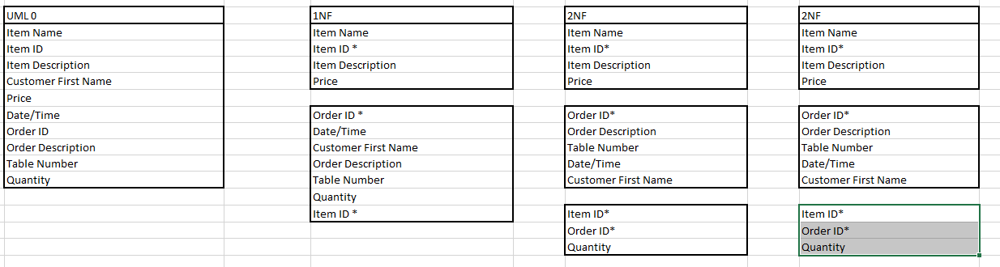 UML 0
Item Name
Item ID
Item Description
Customer First Name
Price
Date/Time
Order ID
Order Description
Table Number
Quantity
1NF
Item Name
Item ID *
Item Description
Price
Order ID *
Date/Time
Customer First Name
Order Description
Table Number
Quantity
Item ID *
2NF
Item Name
Item ID*
Item Description
Price
Order ID*
Order Description
Table Number
Date/Time
Customer First Name
Item ID*
Order ID*
Quantity
2NF
Item Name
Item ID*
Item Description
Price
Order ID*
Order Description
Table Number
Date/Time
Customer First Name
Item ID*
Order ID*
Quantity